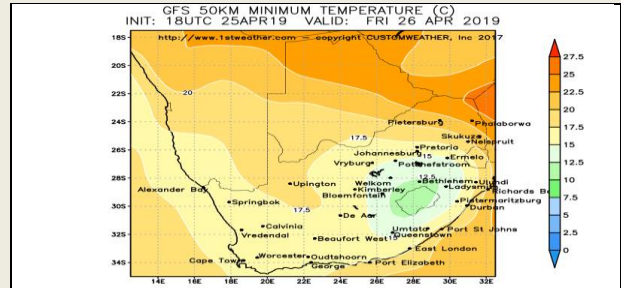 GFS 50KM MINIMUM TEMPERATURE (C)
INIT: 18UTC 25APR19 VALID: FRI 26 APR 2019
http://www.1stweather.com - copyright CUSTOMWEATHER, Inc 2017
18S
20S
20
22S
24S
Pietersburg
Phalaborwa
Skukuza
Nelspruit
17.5
Pretoria
Johannesburg
15
26S
Vryburg
Potchefstroom
Ermelo
12.5
28S
Welkom
Bethlehem
Ulundi
Alexander Bay
Upington
Kimberley
Ladysmith
Richards B
Bloemfontein
30S
Springbok
17.5
De Aar
Pietermaritzburg
Durban
32S
Calvinia
Vredendal
Beaufort West
15
Umtata
Queenstown
Port St Johns
East London
34S
Cape Town
Worcester
Oudtshoorn
George
Port Elizabeth
14E 16E 18E 20E 22E 24E 26E 28E 30E 32E
27.5
25
22.5
20
17.5
15
12.5
10
7.5
5
2.5
0